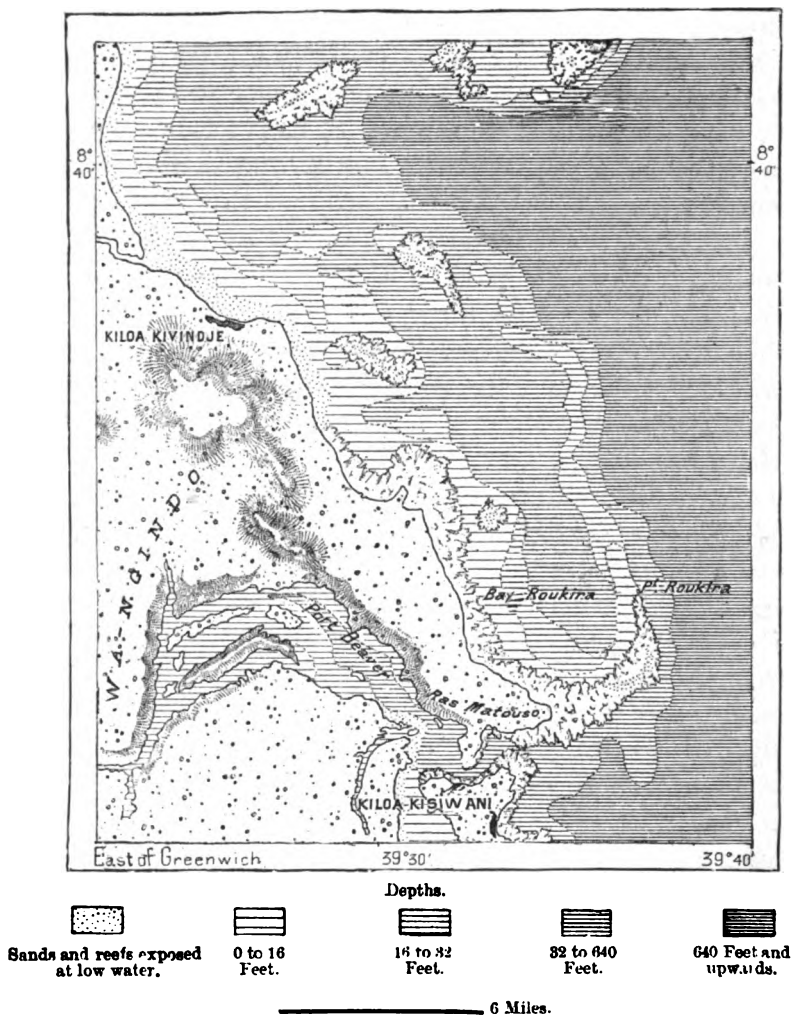 8°
40'
8°
40'
KILOA KIVINDJE
WA-NGINDO
Port Beaver
Bay Roukira
Pt. Roukira
Ras Matouso
KILOA KISIWANI
East of Greenwich
39°30'
39°40'
Depths.
Sands and reefs exposed
at low water.
0 to 16
Feet.
16 to 32
Feet.
32 to 640
Feet.
640 Feet and
upwards.
6 Miles.